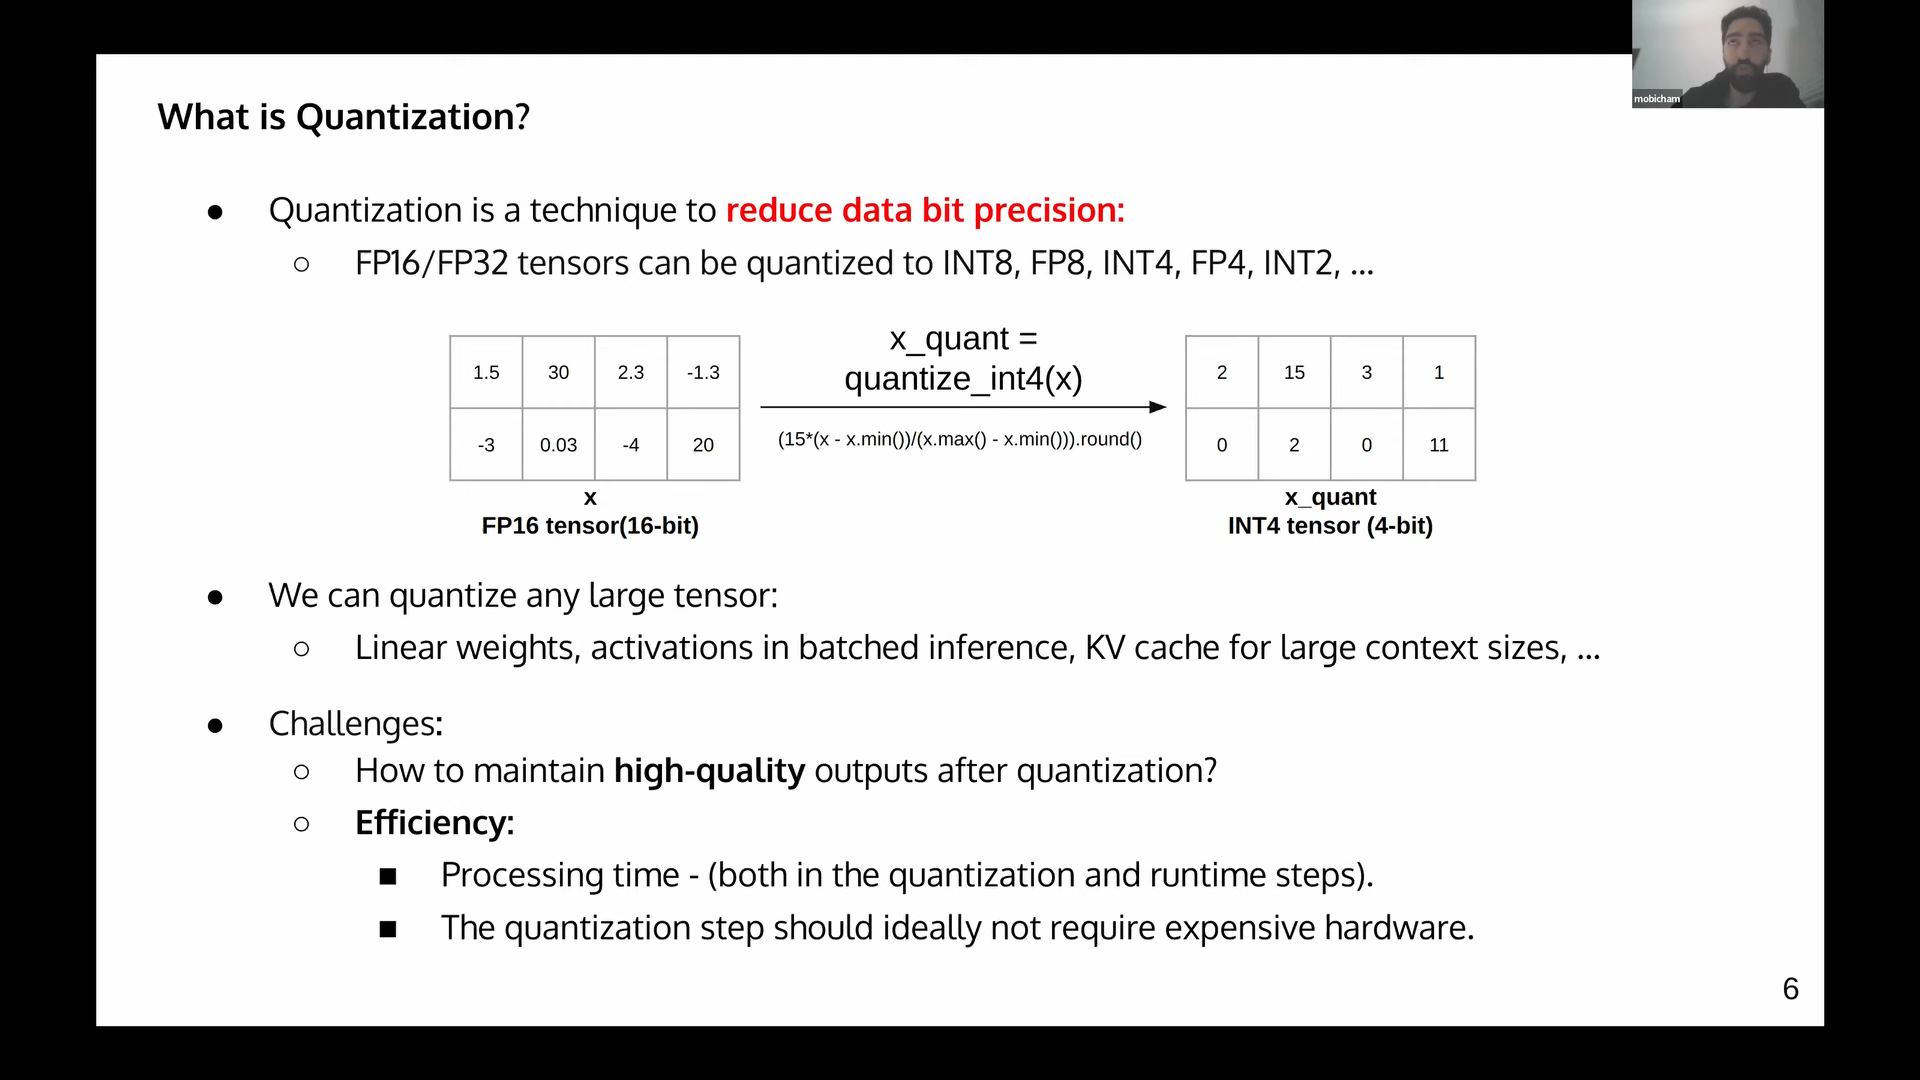 mobicham
What is Quantization?
● Quantization is a technique to reduce data bit precision:
○ FP16/FP32 tensors can be quantized to INT8, FP8, INT4, FP4, INT2, ...
x_quant =
quantize_int4(x)
(15*(x - x.min())/(x.max() - x.min())).round()
1.5 30 2.3 -1.3
-3 0.03 -4 20
x
FP16 tensor(16-bit)
2 15 3 1
0 2 0 11
x_quant
INT4 tensor (4-bit)
● We can quantize any large tensor:
○ Linear weights, activations in batched inference, KV cache for large context sizes, ...
● Challenges:
○ How to maintain high-quality outputs after quantization?
○ Efficiency:
■ Processing time - (both in the quantization and runtime steps).
■ The quantization step should ideally not require expensive hardware.
6